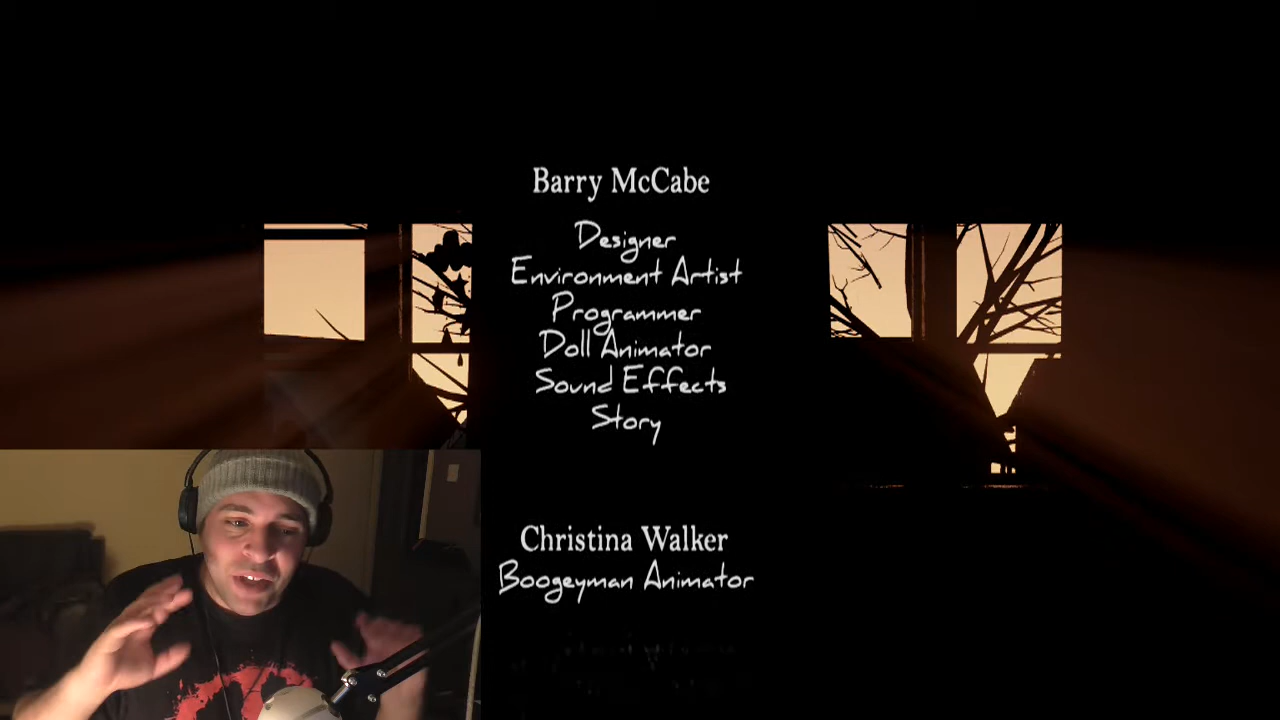 Barry McCabe
Designer
Environment Artist
Programmer
Doll Animator
Sound Effects
Story
Christina Walker
Boogeyman Animator